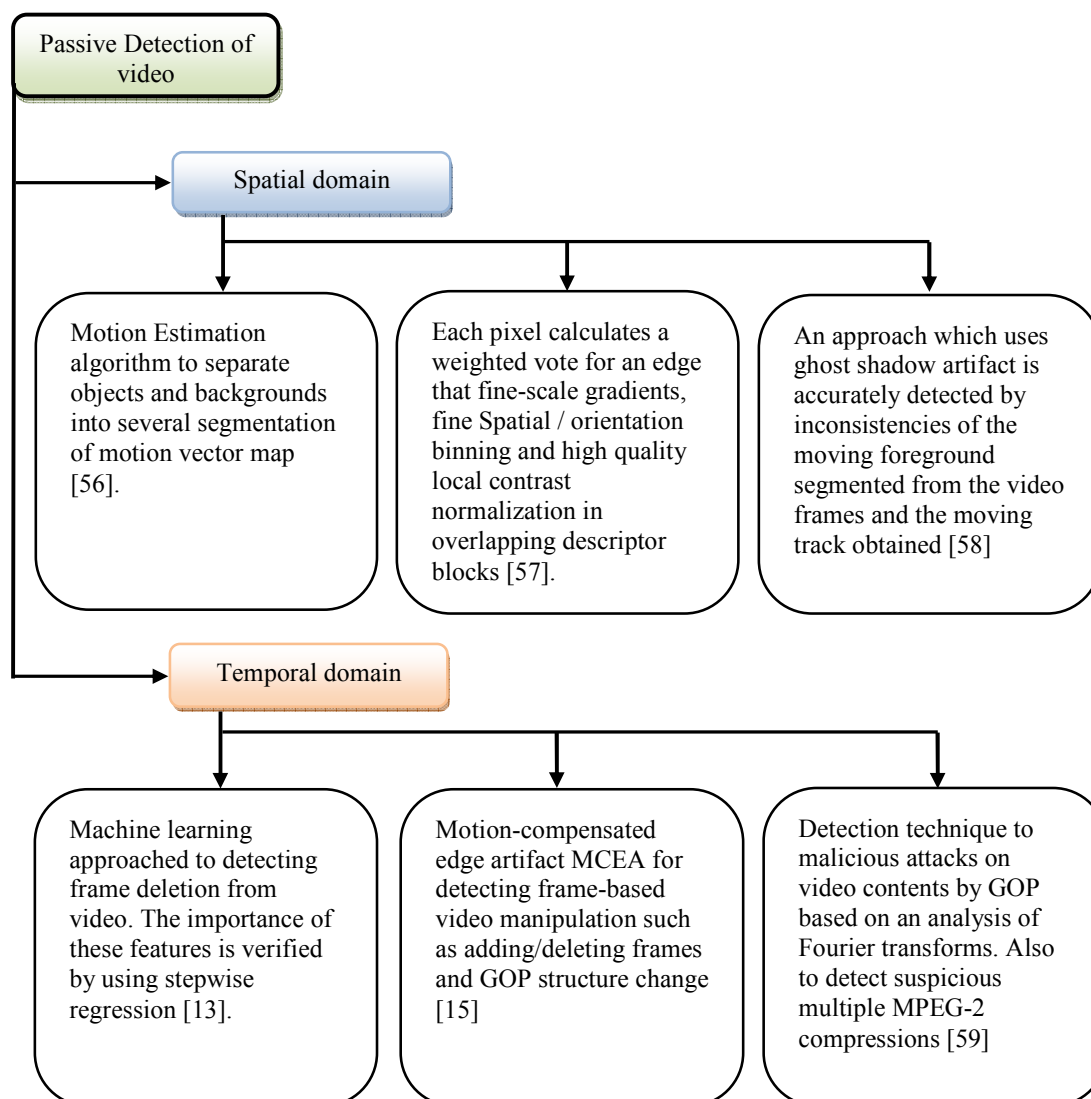 Passive Detection of
video
Spatial domain
Motion Estimation
algorithm to separate
objects and backgrounds
into several segmentation
of motion vector map
[56].
Each pixel calculates a
weighted vote for an edge
that fine-scale gradients,
fine Spatial / orientation
binning and high quality
local contrast
normalization in
overlapping descriptor
blocks [57].
An approach which uses
ghost shadow artifact is
accurately detected by
inconsistencies of the
moving foreground
segmented from the video
frames and the moving
track obtained [58]
Temporal domain
Machine learning
approached to detecting
frame deletion from
video. The importance of
these features is verified
by using stepwise
regression [13].
Motion-compensated
edge artifact MCEA for
detecting frame-based
video manipulation such
as adding/deleting frames
and GOP structure change
[15]
Detection technique to
malicious attacks on
video contents by GOP
based on an analysis of
Fourier transforms. Also
to detect suspicious
multiple MPEG-2
compressions [59]